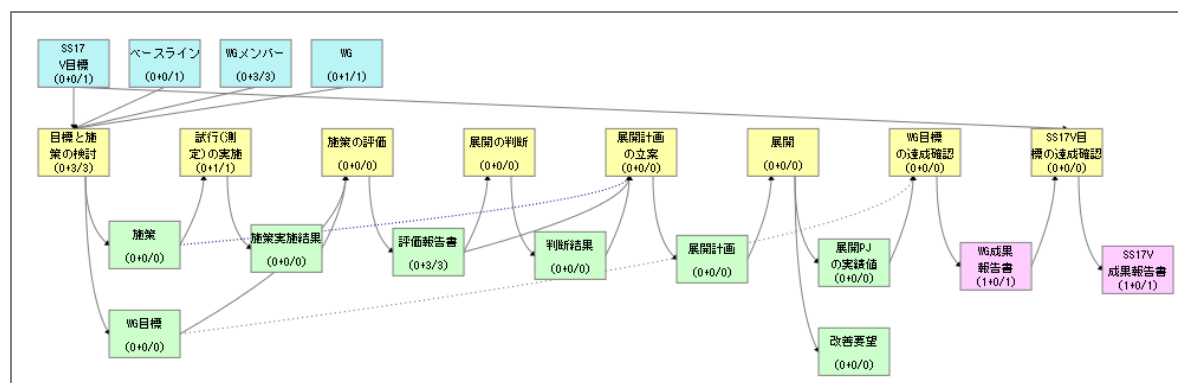 SS17
V目標
(0+0/1)
ベースライン
(0+0/1)
WGメンバー
(0+3/3)
WG
(0+1/1)
目標と施
策の検討
(0+3/3)
試行(測
定)の実施
(0+1/1)
施策の評価
(0+0/0)
展開の判断
(0+0/0)
展開計画
の立案
(0+0/0)
展開
(0+0/0)
WG目標
の達成確認
(0+0/0)
SS17V目
標の達成確認
(0+0/0)
施策
(0+0/0)
施策実施結果
(0+0/0)
評価報告書
(0+3/3)
判断結果
(0+0/0)
展開計画
(0+0/0)
展開PJ
の実績値
(0+0/0)
WG成果
報告書
(1+0/1)
SS17V
成果報告書
(1+0/1)
WG目標
(0+0/0)
改善要望
(0+0/0)